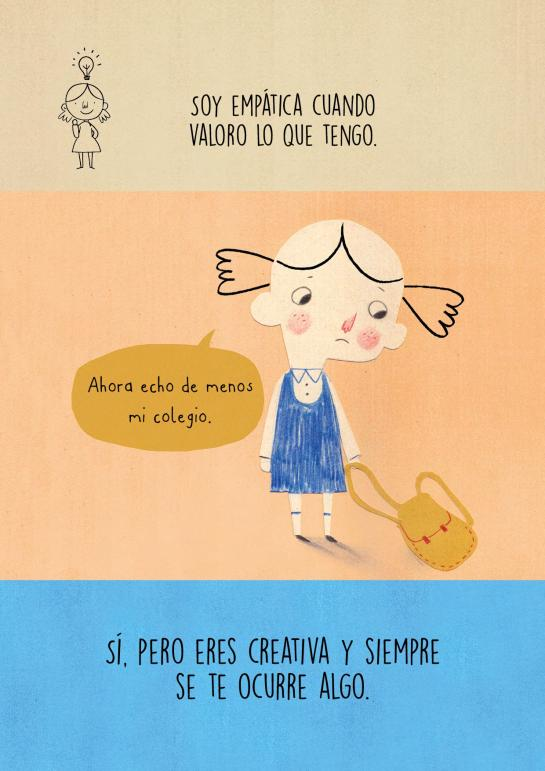 SOY EMPÁTICA CUANDO
VALORO LO QUE TENGO.
Ahora echo de menos
mi colegio.
SÍ, PERO ERES CREATIVA Y SIEMPRE
SE TE OCURRE ALGO.